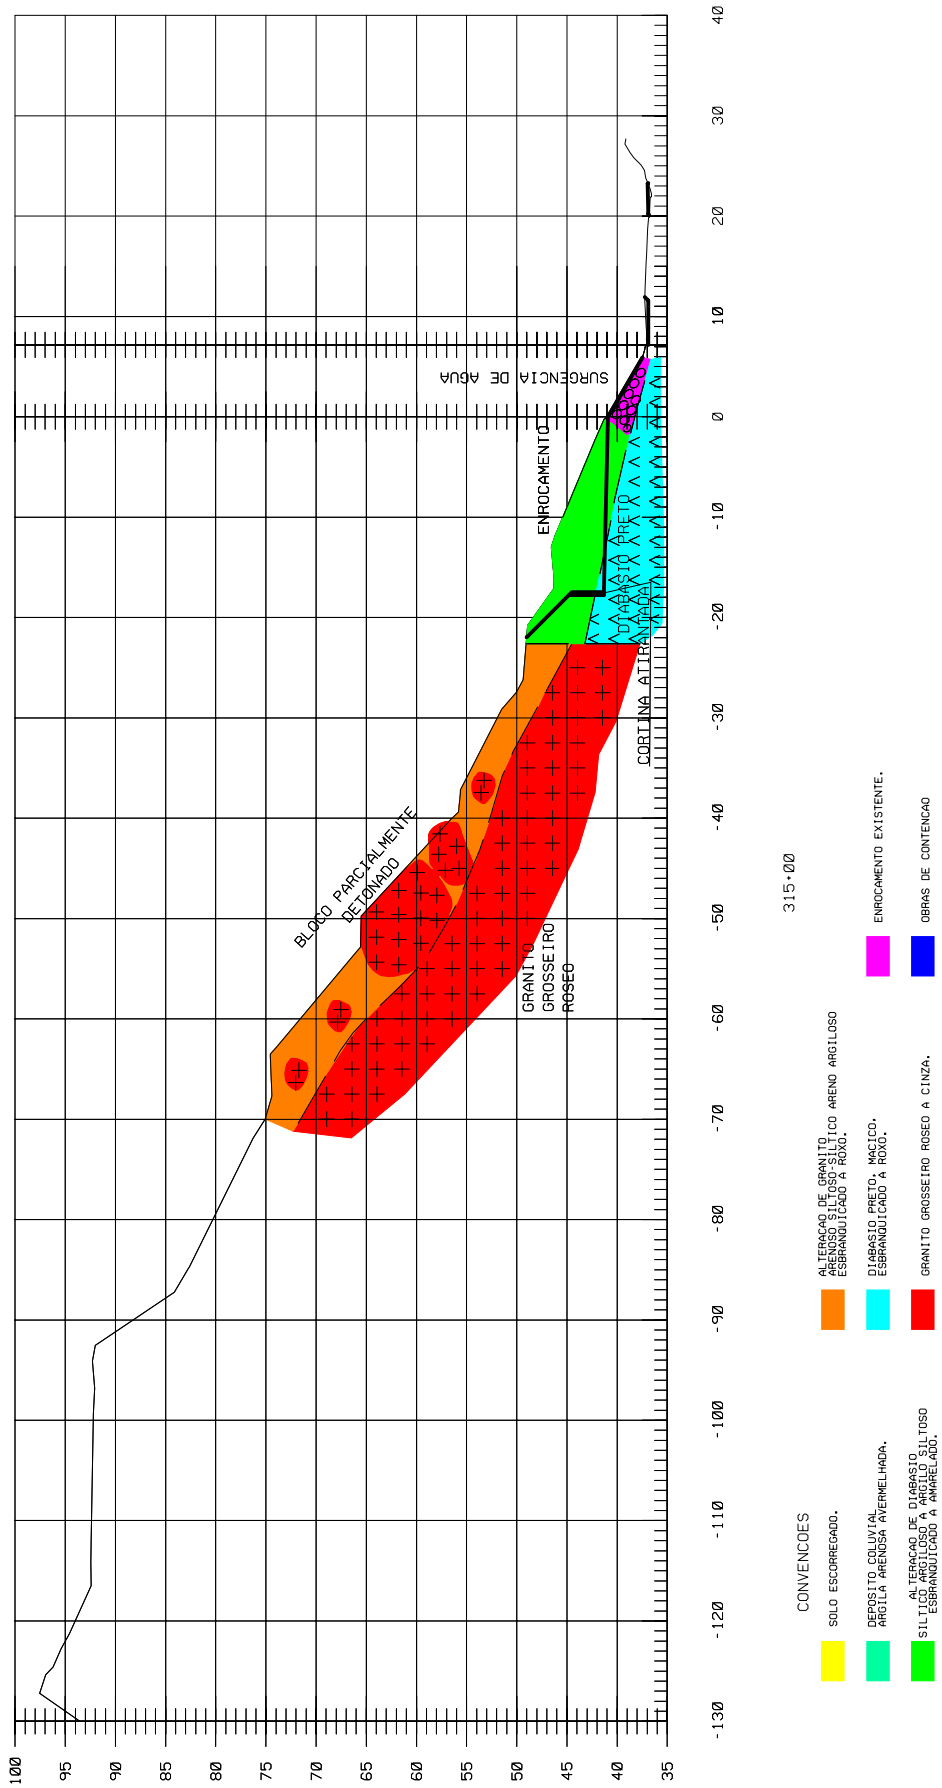 100
95
90
85
80
75
70
65
60
55
50
45
40
35
-130
-120
-110
-100
-90
-80
-70
-60
-50
-40
-30
-20
-10
0
10
20
30
40
BLOCO PARCIALMENTE
DETONADO
GRANITO
GROSSEIRO
ROSEO
ENROCAMENTO
DIABASIO PRETO
CORTINA ATIRANTADA
SURGENCIA DE AGUA
315+00
CONVENCOES
SOLO ESCORREGADO.
DEPOSITO COLUVIAL
ARGILA ARENOSA AVERMELHADA.
ALTERACAO DE DIABASIO
SILTICO ARGILOSO A ARGILO SILTOSO
ESBRANQUICADO A AMARELADO.
ALTERACAO DE GRANITO
ARENOSO SILTOSO-SILTICO ARENO ARGILOSO
ESBRANQUICADO A ROXO.
DIABASIO PRETO, MACICO.
ESBRANQUICADO A ROXO.
GRANITO GROSSEIRO ROSEO A CINZA.
ENROCAMENTO EXISTENTE.
OBRAS DE CONTENCAO